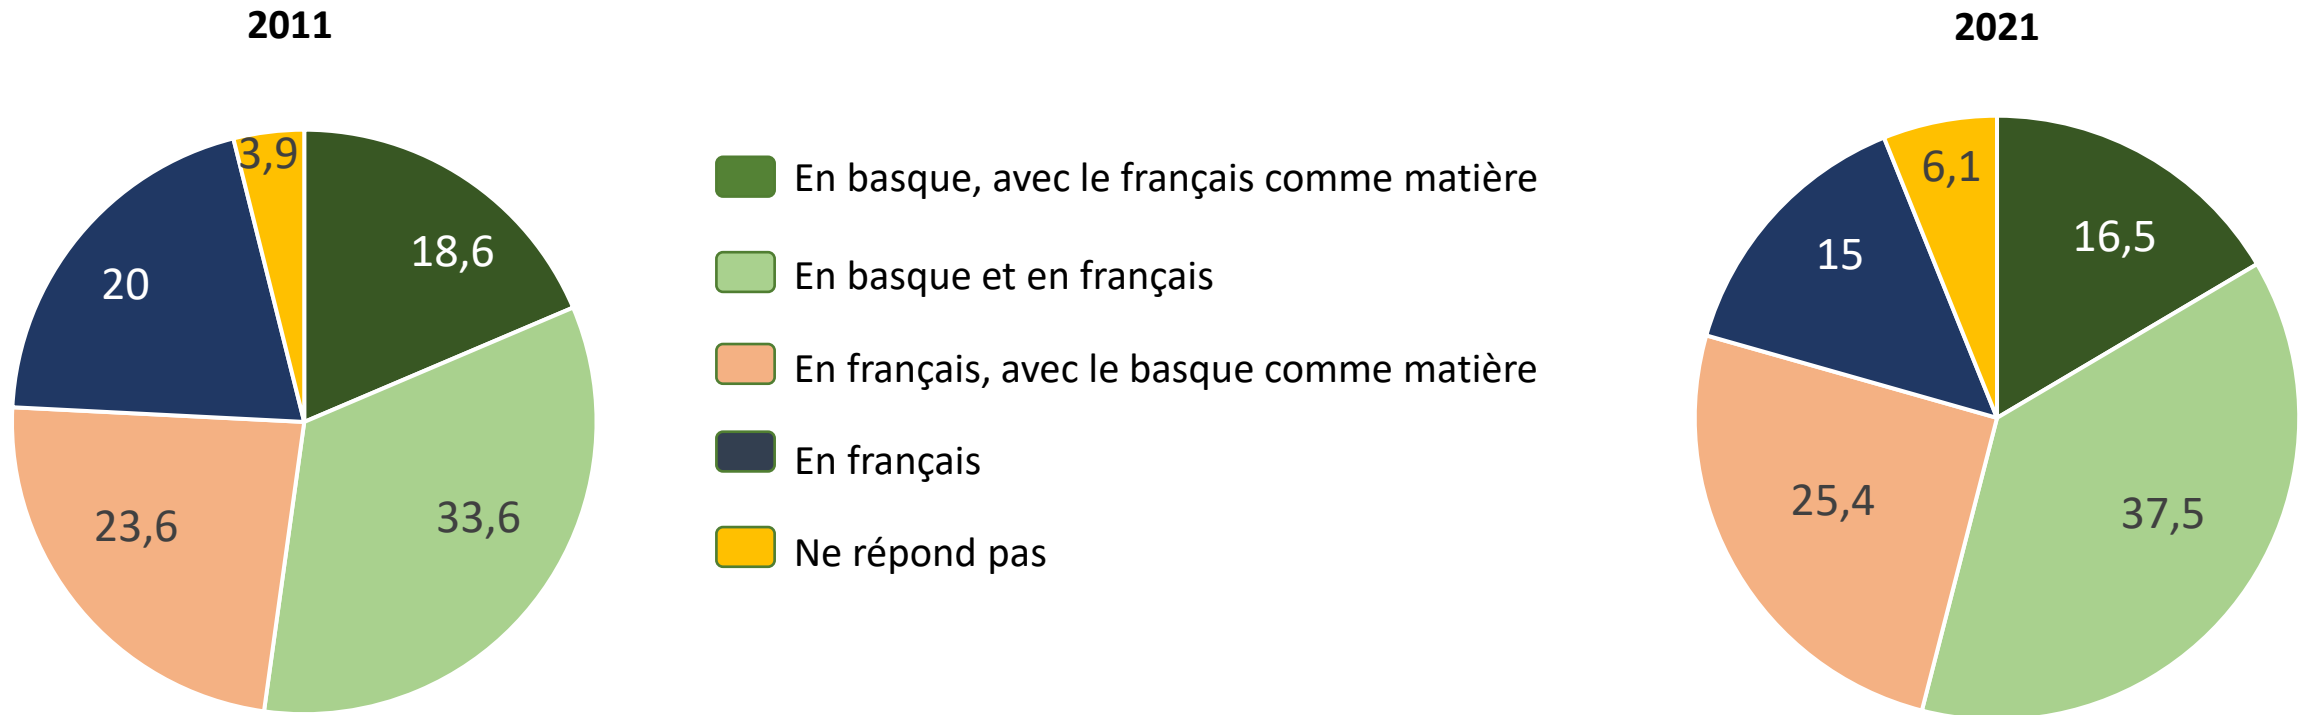 2011
3,9
18,6
20
33,6
23,6
En basque, avec le français comme matière
En basque et en français
En français, avec le basque comme matière
En français
Ne répond pas
2021
6,1
16,5
15
25,4
37,5